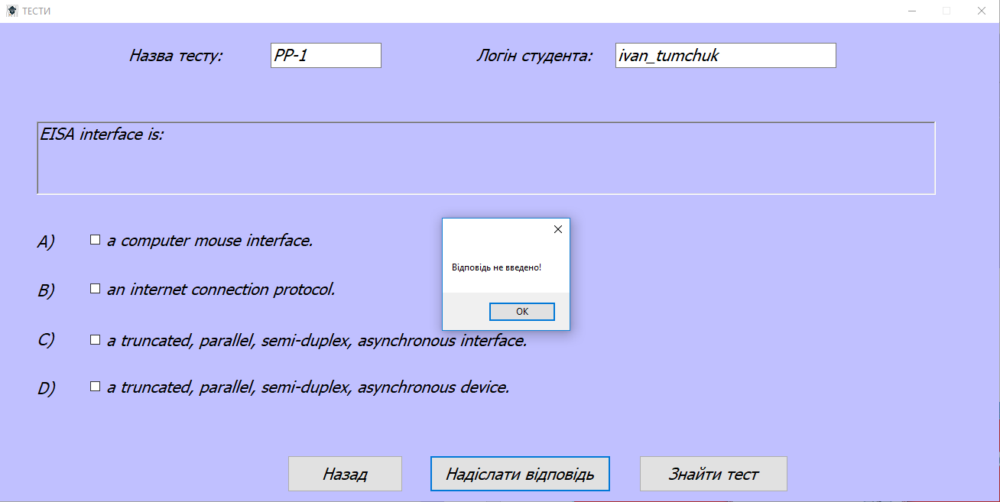 ТЕСТИ
Назва тесту: PP-1 Логін студента: ivan_tumchuk
EISA interface is:
A) a computer mouse interface.
Відповідь не введено!
B) an internet connection protocol.
OK
C) a truncated, parallel, semi-duplex, asynchronous interface.
D) a truncated, parallel, semi-duplex, asynchronous device.
Назад Надіслати відповідь Знайти тест